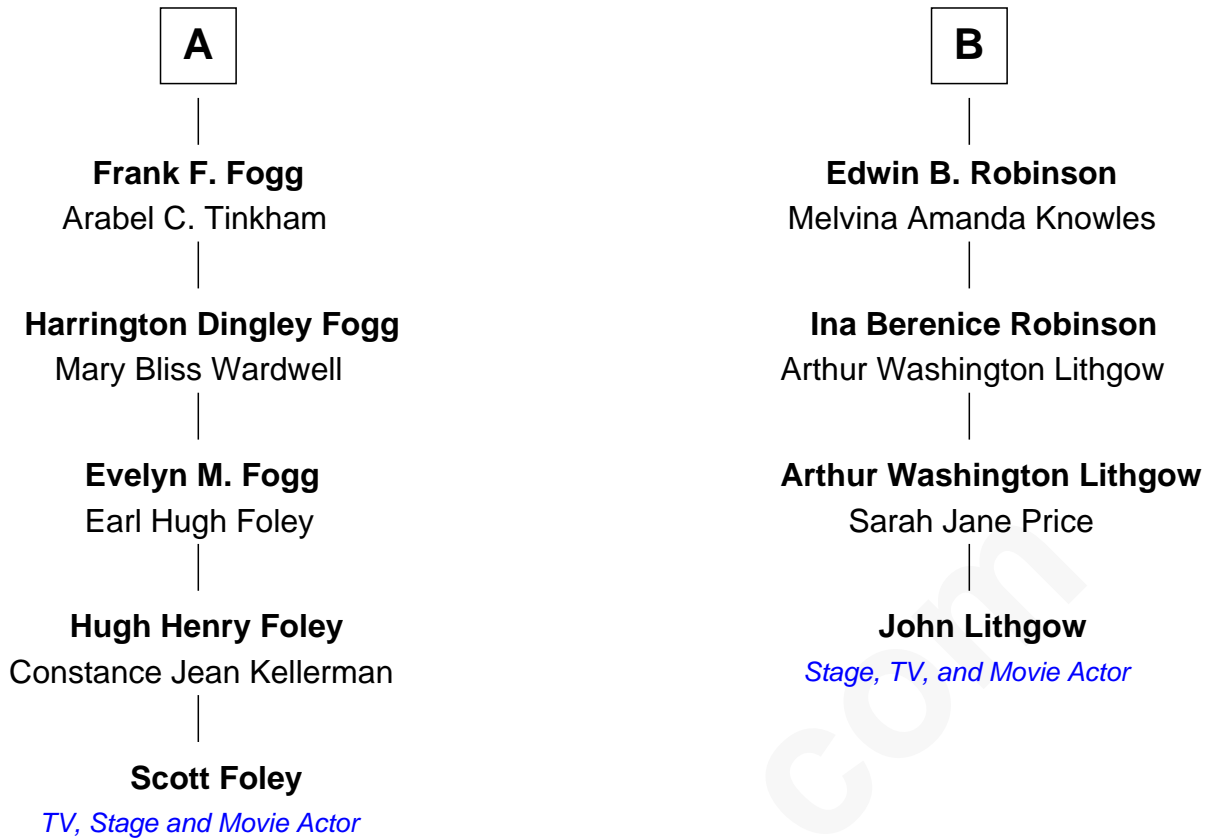 A
Frank F. Fogg
Arabel C. Tinkham
Harrington Dingley Fogg
Mary Bliss Wardwell
Evelyn M. Fogg
Earl Hugh Foley
Hugh Henry Foley
Constance Jean Kellerman
Scott Foley
TV, Stage and Movie Actor
B
Edwin B. Robinson
Melvina Amanda Knowles
Ina Berenice Robinson
Arthur Washington Lithgow
Arthur Washington Lithgow
Sarah Jane Price
John Lithgow
Stage, TV, and Movie Actor
com